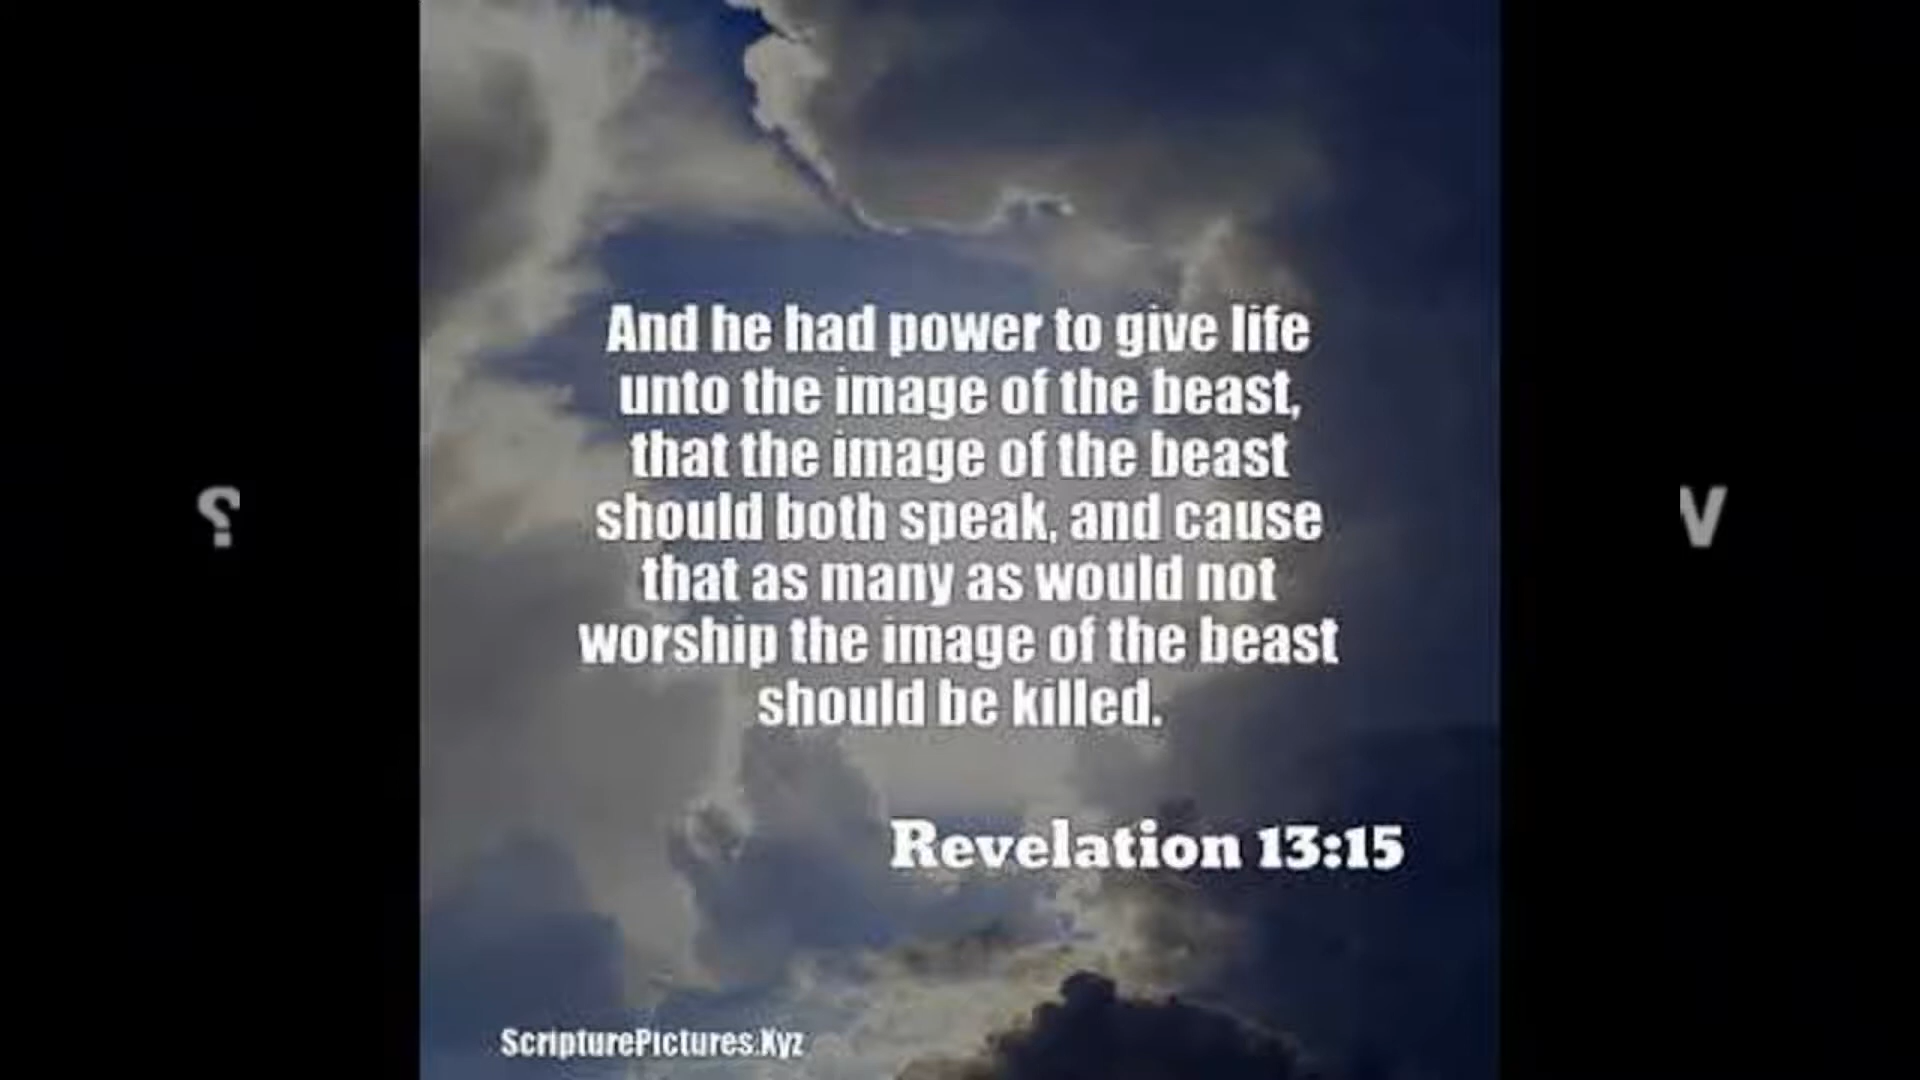 And he had power to give life
unto the image of the beast,
that the image of the beast
should both speak, and cause
that as many as would not
worship the image of the beast
should be killed.
Revelation 13:15
ScripturePictures.Xyz